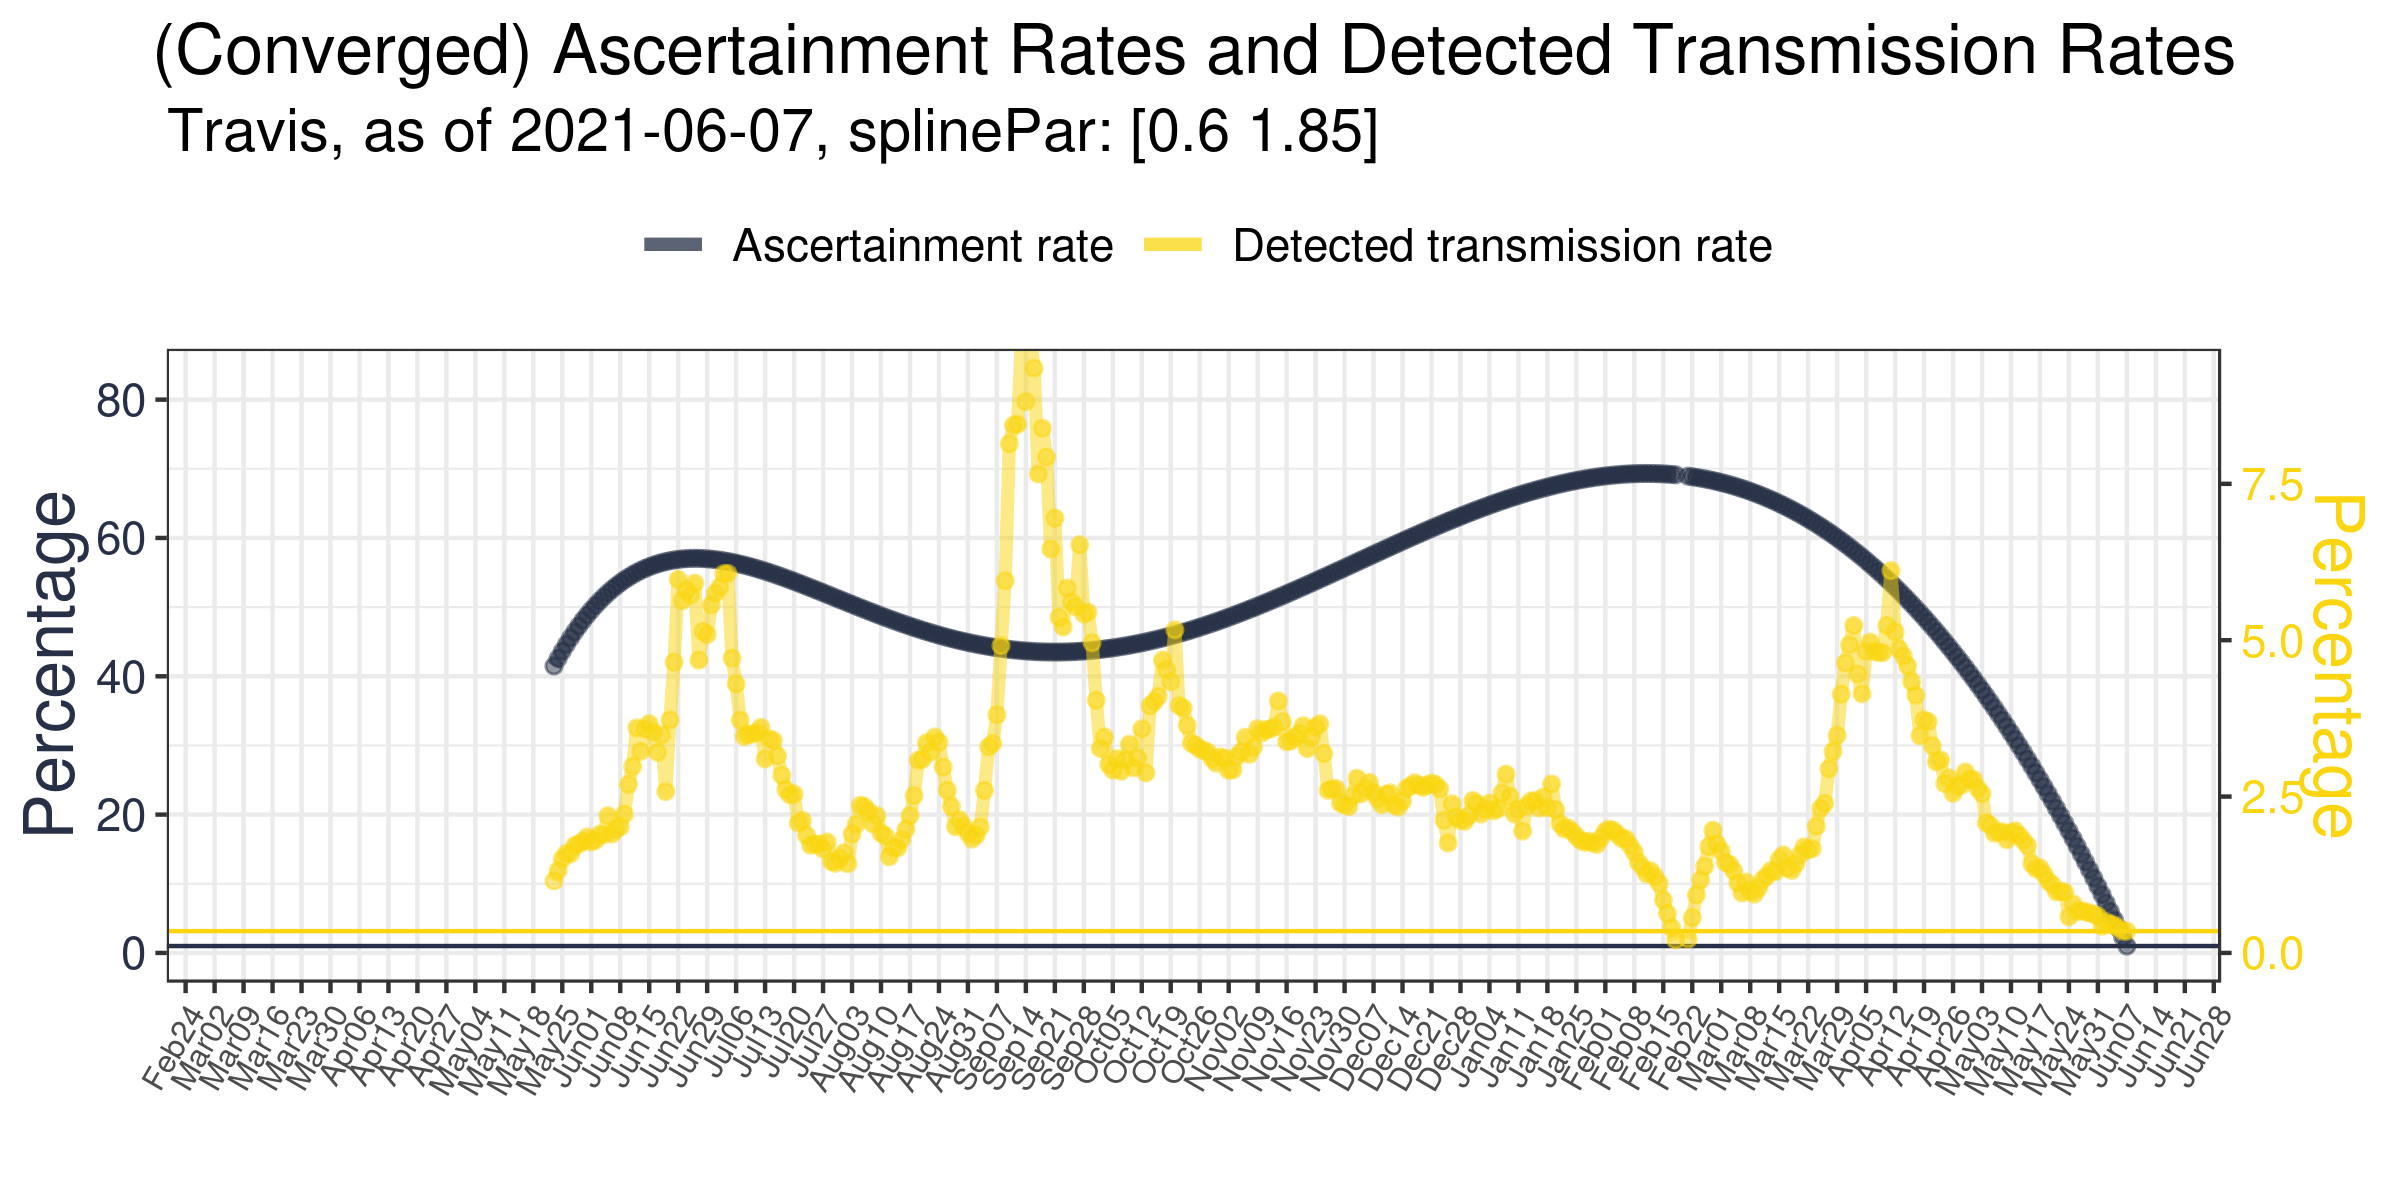 (Converged) Ascertainment Rates and Detected Transmission Rates
Travis, as of 2021-06-07, splinePar: [0.6 1.85]
Ascertainment rate
Detected transmission rate
Percentage
80
60
40
20
0
7.5
5.0
2.5
0.0
Percentage
Feb24
Mar02
Mar09
Mar16
Mar23
Mar30
Apr06
Apr13
Apr20
Apr27
May04
May11
May18
May25
Jun01
Jun08
Jun15
Jun22
Jun29
Jul06
Jul13
Jul20
Jul27
Aug03
Aug10
Aug17
Aug24
Aug31
Sep07
Sep14
Sep21
Sep28
Oct05
Oct12
Oct19
Oct26
Nov02
Nov09
Nov16
Nov23
Nov30
Dec07
Dec14
Dec21
Dec28
Jan04
Jan11
Jan18
Jan25
Feb01
Feb08
Feb15
Feb22
Mar01
Mar08
Mar15
Mar22
Mar29
Apr05
Apr12
Apr19
Apr26
May03
May10
May17
May24
May31
Jun07
Jun14
Jun21
Jun28